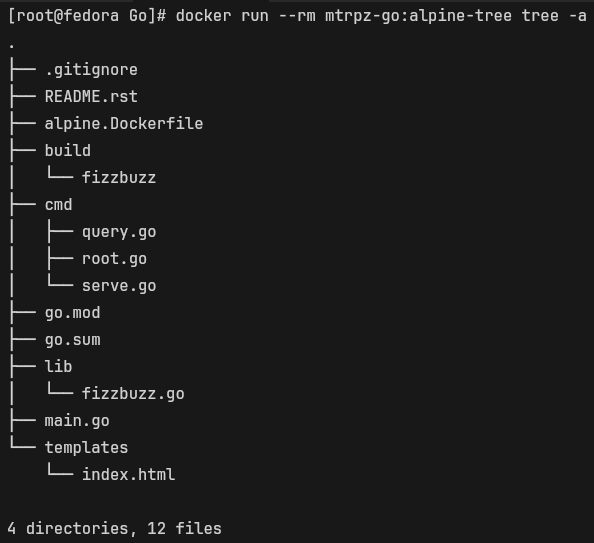 [root@fedora Go]# docker run --rm mtrpz-go:alpine-tree tree -a
.
├── .gitignore
├── README.rst
├── alpine.Dockerfile
├── build
│   └── fizzbuzz
├── cmd
│   ├── query.go
│   ├── root.go
│   └── serve.go
├── go.mod
├── go.sum
├── lib
│   └── fizzbuzz.go
├── main.go
└── templates
    └── index.html

4 directories, 12 files